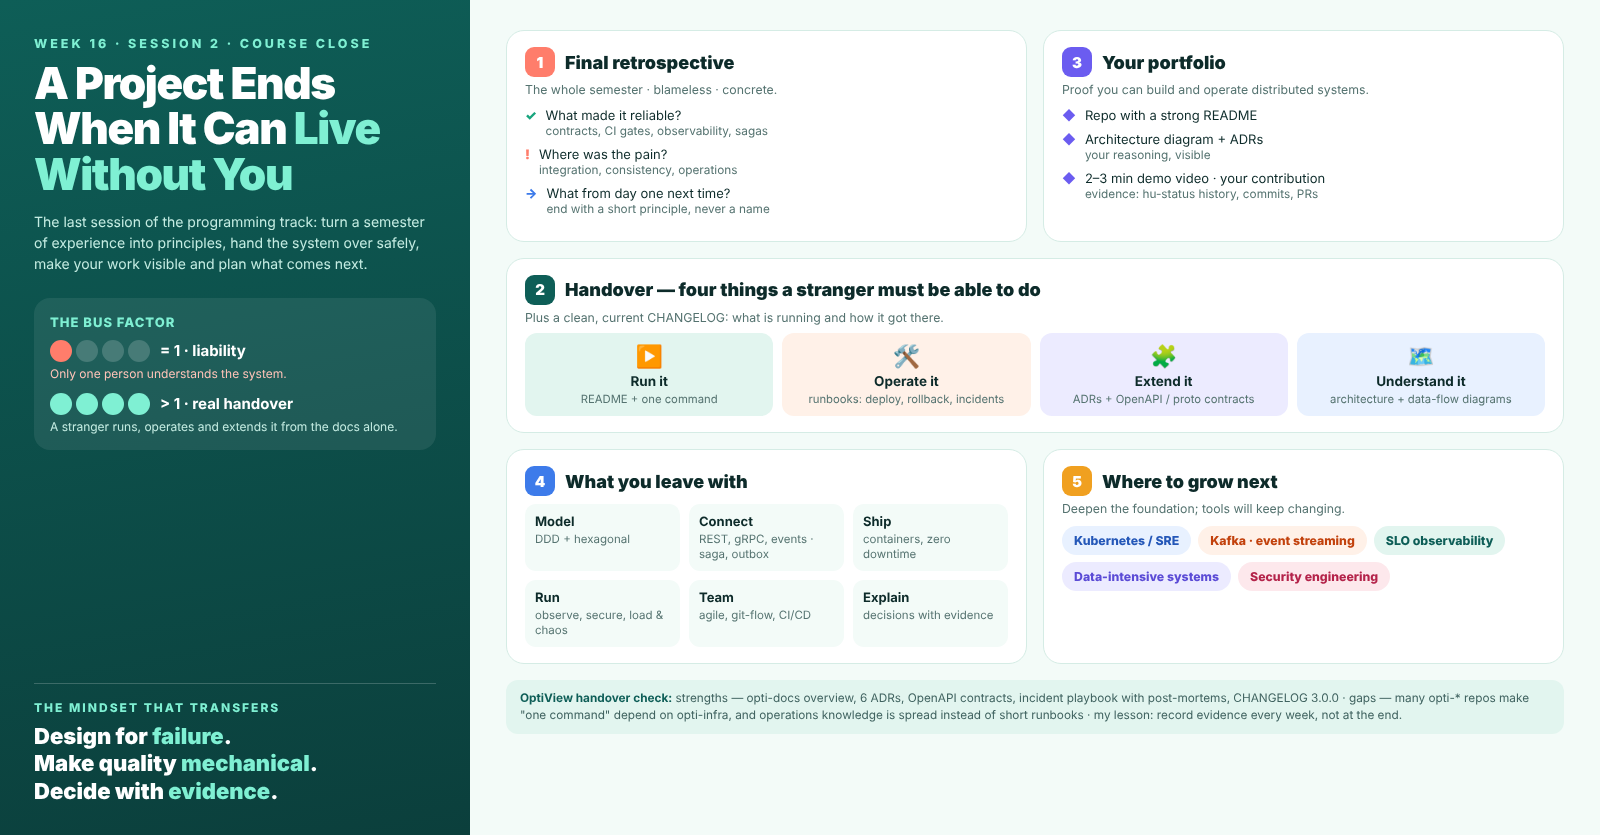 WEEK 16 · SESSION 2 · COURSE CLOSE
A Project Ends
When It Can Live
Without You
The last session of the programming track: turn a semester
of experience into principles, hand the system over safely,
make your work visible and plan what comes next.
THE BUS FACTOR
= 1 · liability
Only one person understands the system.
> 1 · real handover
A stranger runs, operates and extends it from the docs alone.
THE MINDSET THAT TRANSFERS
Design for failure.
Make quality mechanical.
Decide with evidence.
1 Final retrospective
The whole semester · blameless · concrete.
✓ What made it reliable?
contracts, CI gates, observability, sagas
! Where was the pain?
integration, consistency, operations
→ What from day one next time?
end with a short principle, never a name
3 Your portfolio
Proof you can build and operate distributed systems.
◆ Repo with a strong README
◆ Architecture diagram + ADRs
your reasoning, visible
◆ 2–3 min demo video · your contribution
evidence: hu-status history, commits, PRs
2 Handover — four things a stranger must be able to do
Plus a clean, current CHANGELOG: what is running and how it got there.
Run it
README + one command
Operate it
runbooks: deploy, rollback, incidents
Extend it
ADRs + OpenAPI / proto contracts
Understand it
architecture + data-flow diagrams
4 What you leave with
Model
DDD + hexagonal
Connect
REST, gRPC, events ·
saga, outbox
Ship
containers, zero
downtime
Run
observe, secure, load &
chaos
Team
agile, git-flow, CI/CD
Explain
decisions with evidence
5 Where to grow next
Deepen the foundation; tools will keep changing.
Kubernetes / SRE
Kafka · event streaming
SLO observability
Data-intensive systems
Security engineering
OptiView handover check: strengths — opti-docs overview, 6 ADRs, OpenAPI contracts, incident playbook with post-mortems, CHANGELOG 3.0.0 · gaps — many opti-* repos make
"one command" depend on opti-infra, and operations knowledge is spread instead of short runbooks · my lesson: record evidence every week, not at the end.